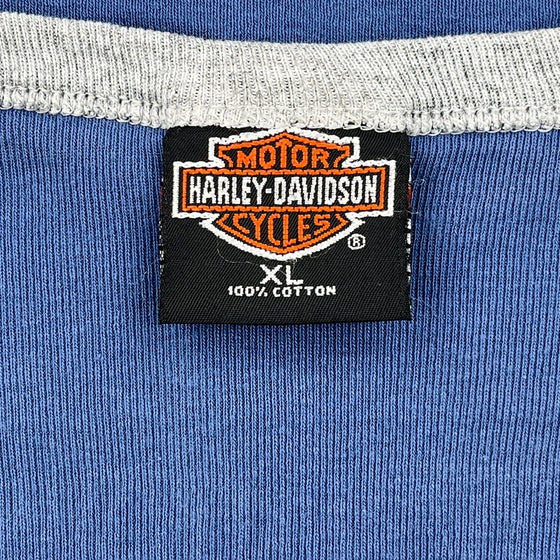 MOTOR
HARLEY-DAVIDSON
CYCLES
®
XL
100% COTTON